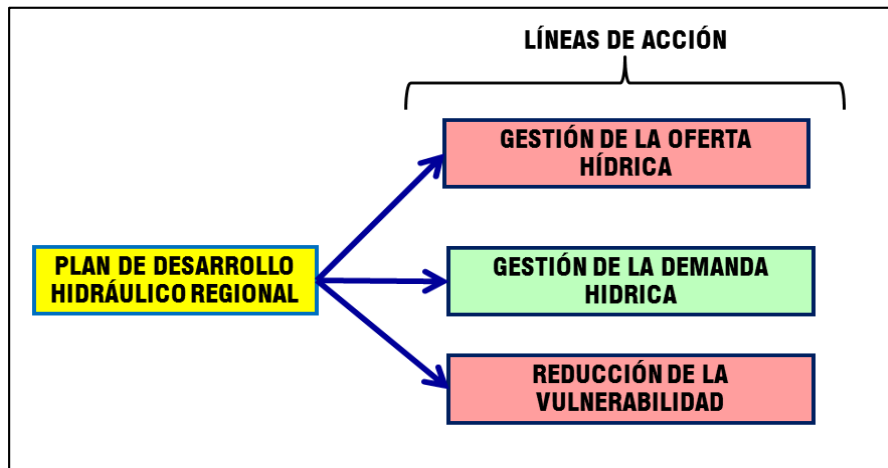 LÍNEAS DE ACCIÓN
GESTIÓN DE LA OFERTA
HÍDRICA
PLAN DE DESARROLLO
HIDRÁULICO REGIONAL
GESTIÓN DE LA DEMANDA
HIDRICA
REDUCCIÓN DE LA
VULNERABILIDAD